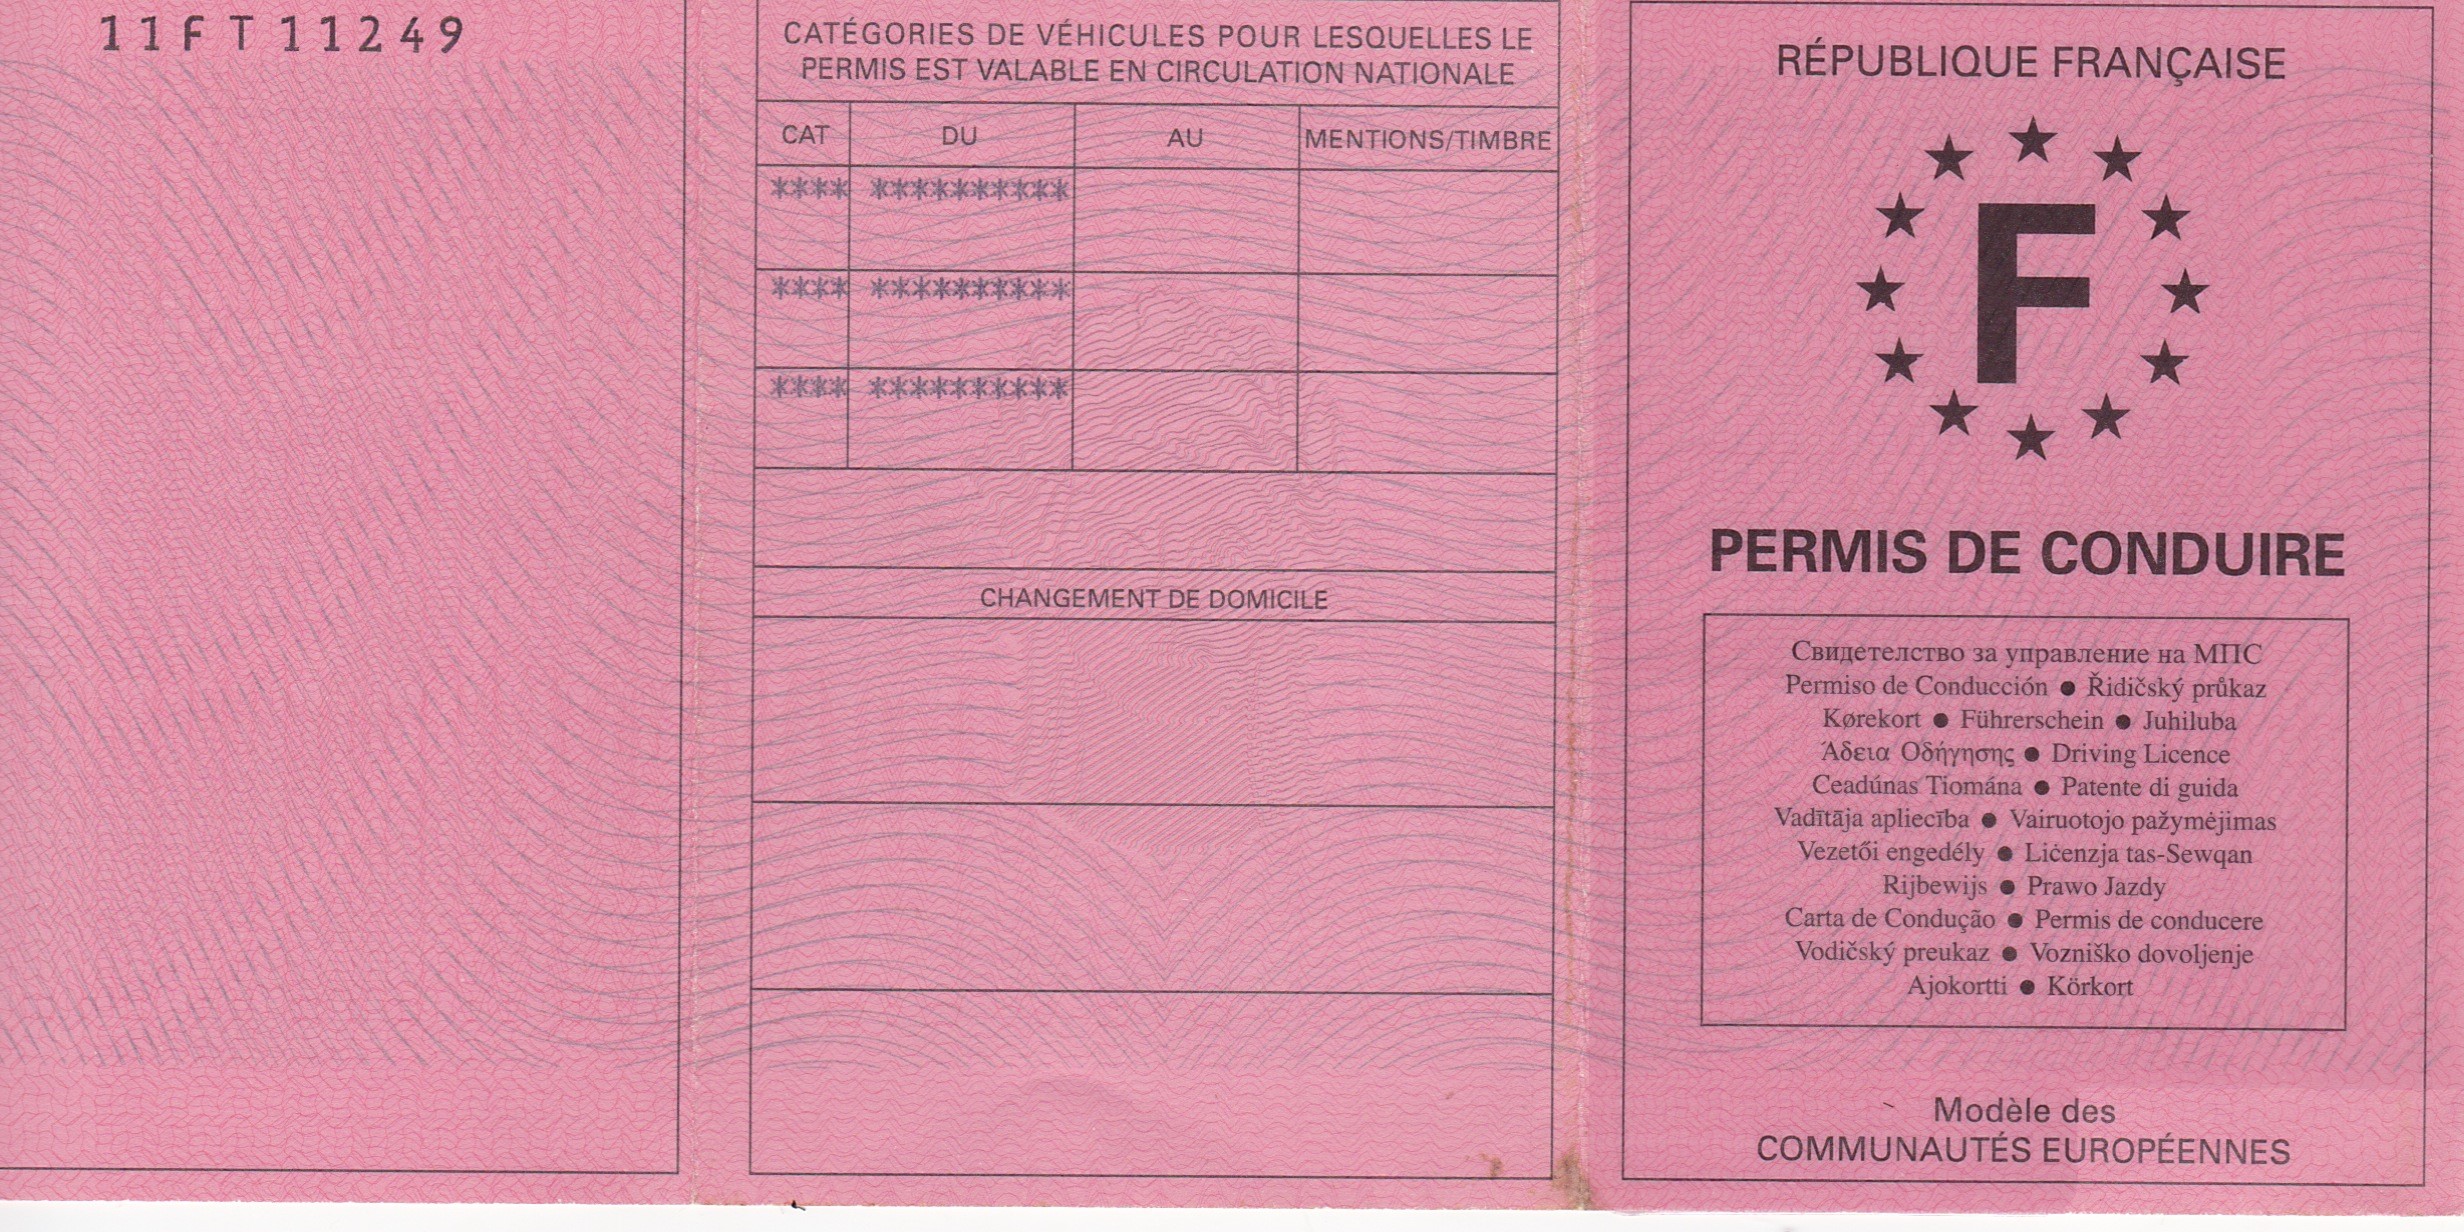 11FT11249
CATÉGORIES DE VÉHICULES POUR LESQUELLES LE
PERMIS EST VALABLE EN CIRCULATION NATIONALE
CAT DU AU MENTIONS/TIMBRE
**** **********
**** **********
**** **********
CHANGEMENT DE DOMICILE
RÉPUBLIQUE FRANÇAISE
F
PERMIS DE CONDUIRE
Свидетелство за управление на МПС
Permiso de Conducción ● Řidičský průkaz
Kørekort ● Führerschein ● Juhiluba
Άδεια Οδήγησης ● Driving Licence
Ceadúnas Tiomána ● Patente di guida
Vadītāja apliecība ● Vairuotojo pažymėjimas
Vezetői engedély ● Liċenzja tas-Sewqan
Rijbewijs ● Prawo Jazdy
Carta de Condução ● Permis de conducere
Vodičský preukaz ● Vozniško dovoljenje
Ajokortti ● Körkort
Modèle des
COMMUNAUTÉS EUROPÉENNES